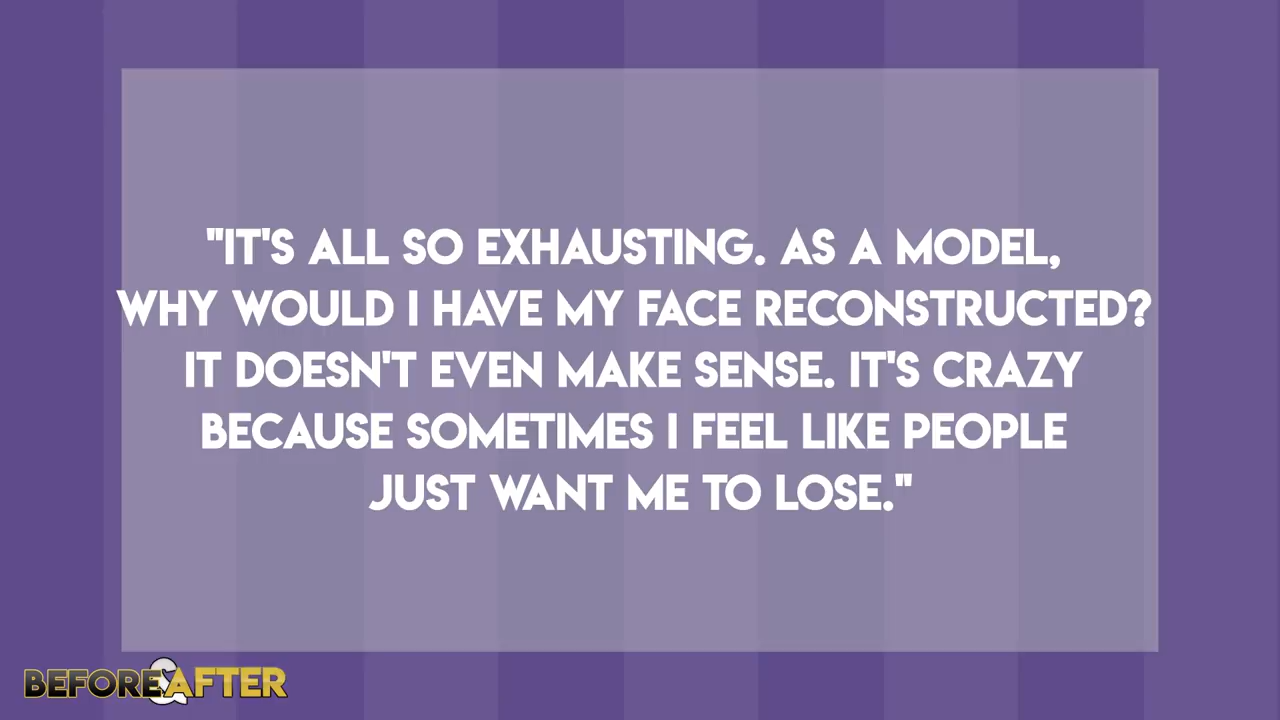 "IT'S ALL SO EXHAUSTING. AS A MODEL,
WHY WOULD I HAVE MY FACE RECONSTRUCTED?
IT DOESN'T EVEN MAKE SENSE. IT'S CRAZY
BECAUSE SOMETIMES I FEEL LIKE PEOPLE
JUST WANT ME TO LOSE."
BEFORE&AFTER